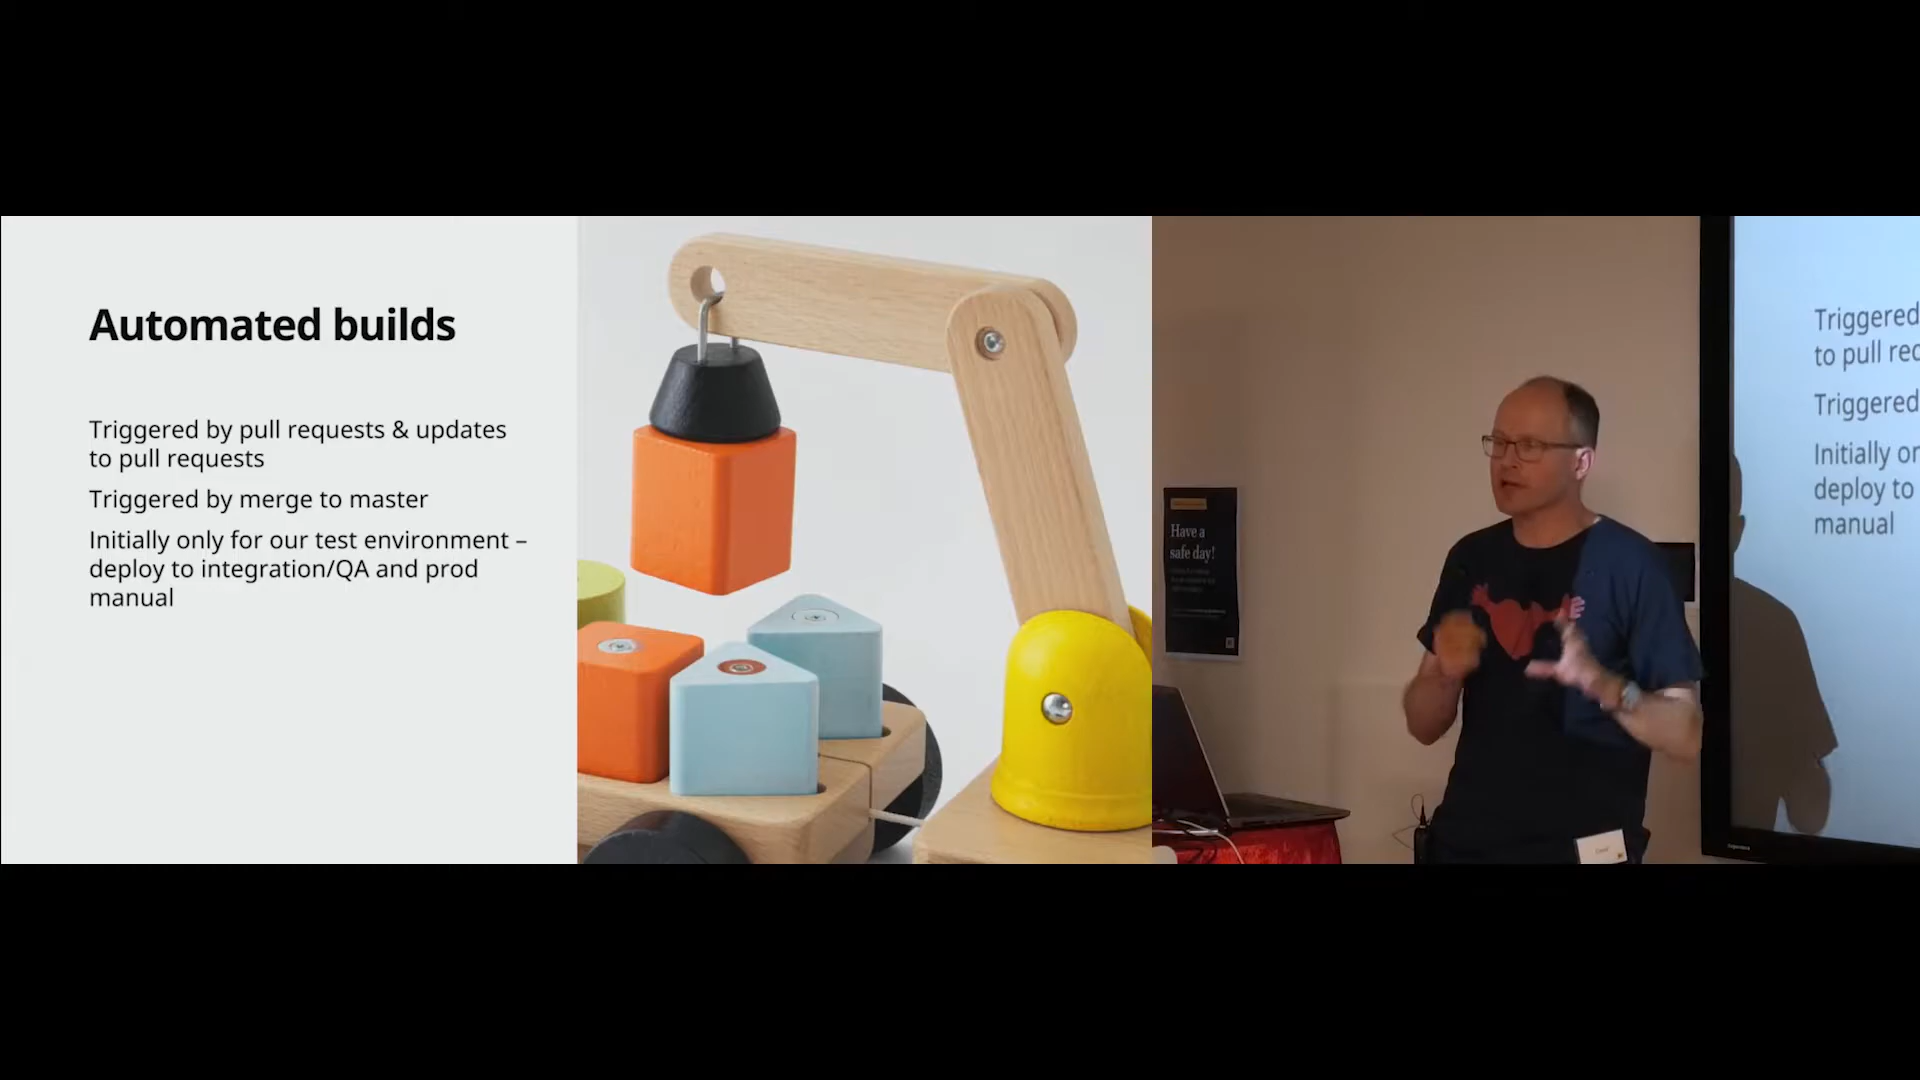 Automated builds
Triggered by pull requests & updates
to pull requests
Triggered by merge to master
Initially only for our test environment –
deploy to integration/QA and prod
manual
Have a
safe day!
Triggered
to pull req
Triggered
Initially or
deploy to
manual